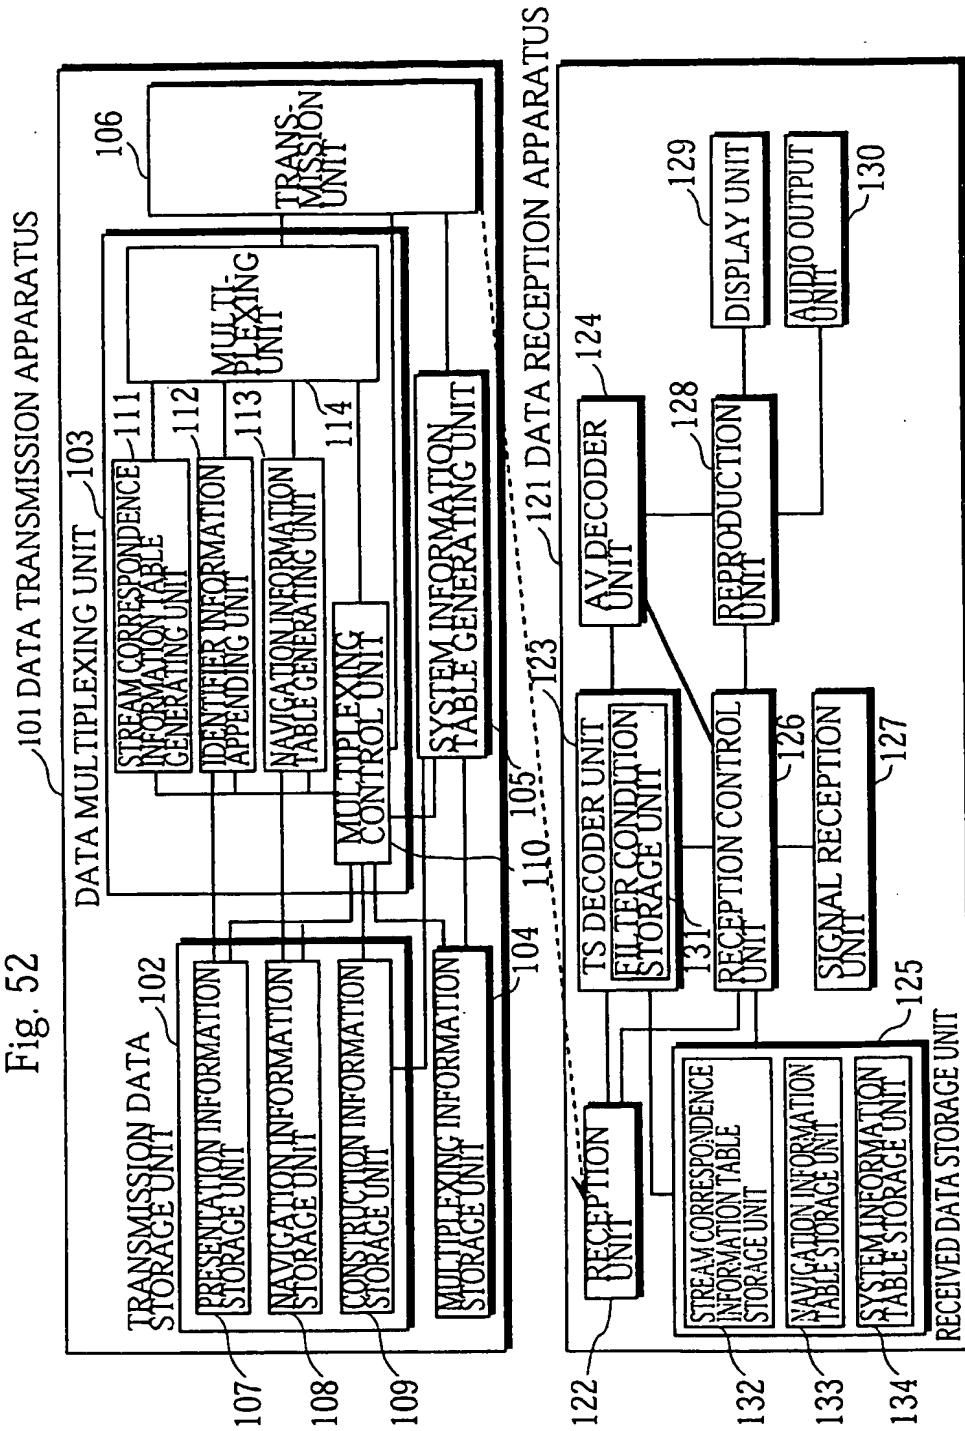 Fig. 52
101 DATA TRANSMISSION APPARATUS
TRANSMISSION DATA
STORAGE UNIT
102
PRESENTATION INFORMATION
STORAGE UNIT
NAVIGATION INFORMATION
STORAGE UNIT
CONSTRUCTION INFORMATION
STORAGE UNIT
107
108
109
MULTIPLEXING INFORMATION
STORAGE UNIT
104
DATA MULTIPLEXING UNIT
103
STREAM CORRESPONDENCE
INFORMATION TABLE
GENERATING UNIT
111
IDENTIFIER INFORMATION
APPENDING UNIT
112
NAVIGATION INFORMATION
TABLE GENERATING UNIT
113
MULTIPLEXING
CONTROL UNIT
110
MULTI-
PLEXING
UNIT
114
SYSTEM INFORMATION
TABLE GENERATING UNIT
105
106
TRANS-
MISSION
UNIT
121 DATA RECEPTION APPARATUS
RECEPTION
UNIT
122
TS DECODER UNIT
FILTER CONDITION
STORAGE UNIT
123
131
AV DECODER
UNIT
124
RECEPTION CONTROL
UNIT
126
REPRODUCTION
UNIT
128
DISPLAY UNIT
129
AUDIO OUTPUT
UNIT
130
SIGNAL RECEPTION
UNIT
127
STREAM CORRESPONDENCE
INFORMATION TABLE
STORAGE UNIT
NAVIGATION INFORMATION
TABLE STORAGE UNIT
SYSTEM INFORMATION
TABLE STORAGE UNIT
125
132
133
134
RECEIVED DATA STORAGE UNIT